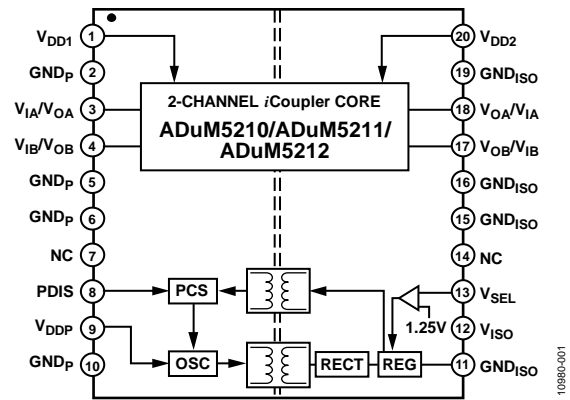 VDD1 1
20 VDD2
GNDP 2
19 GNDISO
2-CHANNEL iCoupler CORE
VIA/VOA 3
18 VOA/VIA
ADuM5210/ADuM5211/
ADuM5212
VIB/VOB 4
17 VOB/VIB
GNDP 5
16 GNDISO
GNDP 6
15 GNDISO
NC 7
14 NC
PDIS 8
PCS
13 VSEL
1.25V
VDDP 9
12 VISO
GNDP 10
OSC
RECT
REG
11 GNDISO
10980-001